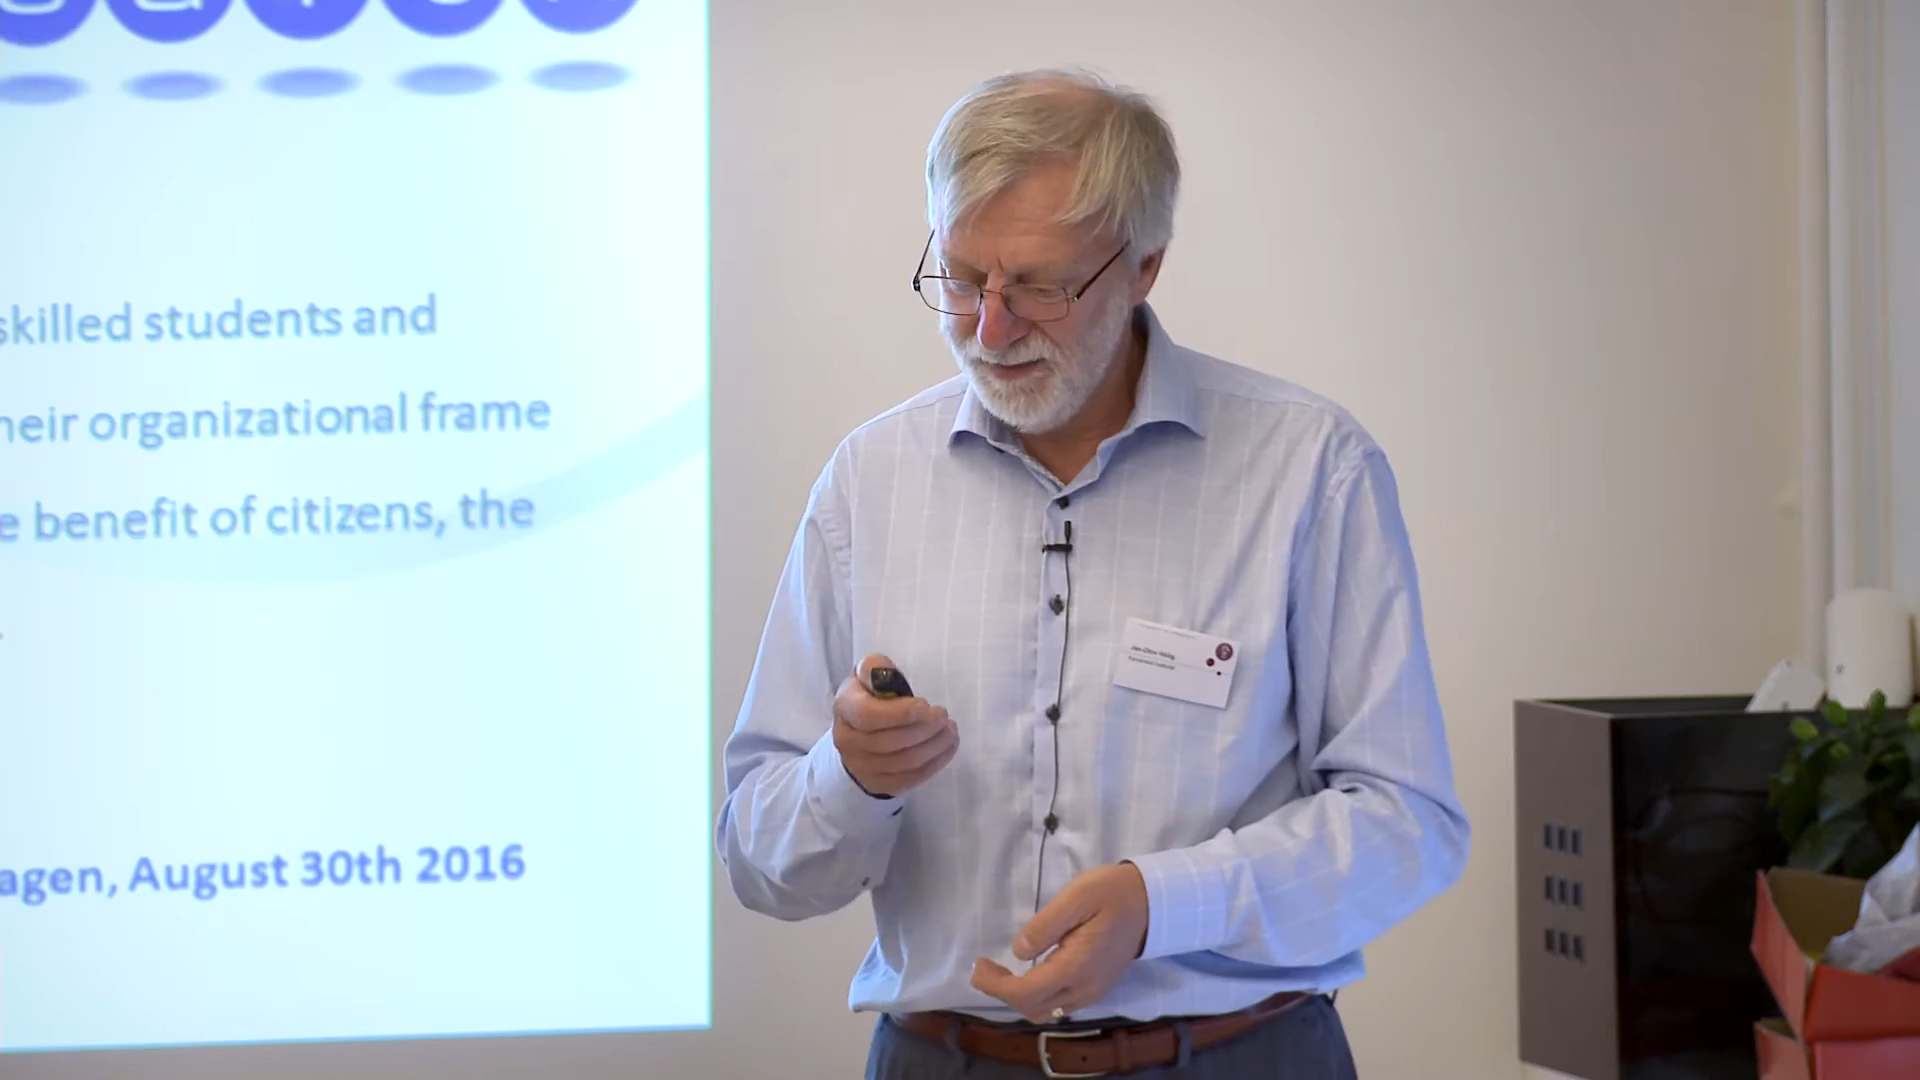 skilled students and
heir organizational frame
e benefit of citizens, the
agen, August 30th 2016